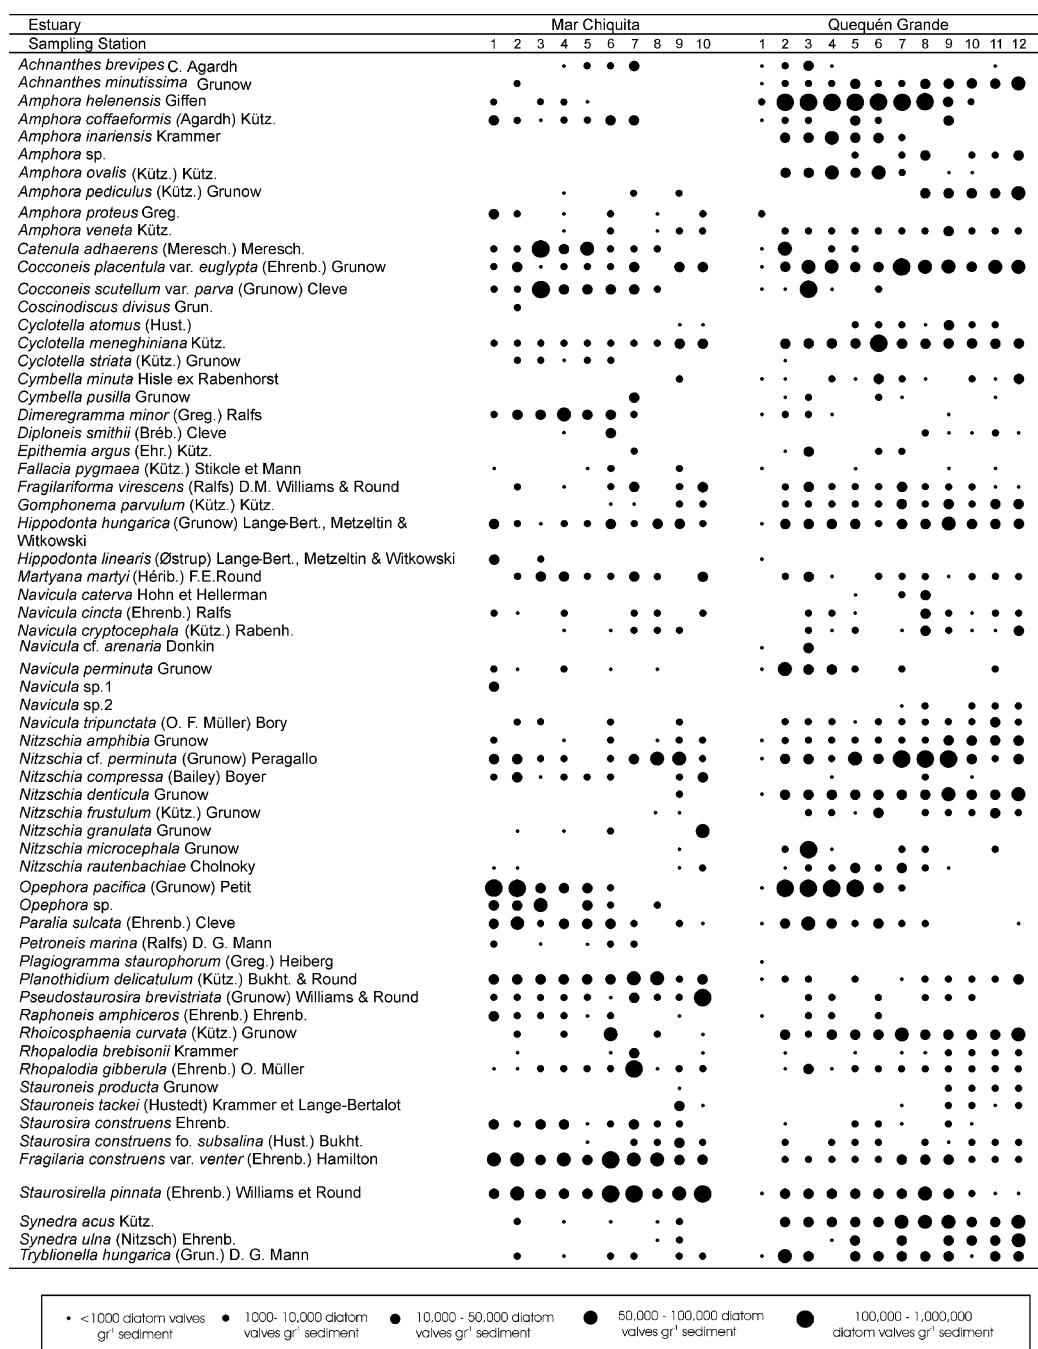 Estuary Mar Chiquita Quequén Grande
Sampling Station 1 2 3 4 5 6 7 8 9 10 1 2 3 4 5 6 7 8 9 10 11 12
Achnanthes brevipes C. Agardh
Achnanthes minutissima Grunow
Amphora helenensis Giffen
Amphora coffaeformis (Agardh) Kütz.
Amphora inariensis Krammer
Amphora sp.
Amphora ovalis (Kütz.) Kütz.
Amphora pediculus (Kütz.) Grunow
Amphora proteus Greg.
Amphora veneta Kütz.
Catenula adhaerens (Meresch.) Meresch.
Cocconeis placentula var. euglypta (Ehrenb.) Grunow
Cocconeis scutellum var. parva (Grunow) Cleve
Coscinodiscus divisus Grun.
Cyclotella atomus (Hust.)
Cyclotella meneghiniana Kütz.
Cyclotella striata (Kütz.) Grunow
Cymbella minuta Hisle ex Rabenhorst
Cymbella pusilla Grunow
Dimeregramma minor (Greg.) Ralfs
Diploneis smithii (Bréb.) Cleve
Epithemia argus (Ehr.) Kütz.
Fallacia pygmaea (Kütz.) Stikcle et Mann
Fragilariforma virescens (Ralfs) D.M. Williams & Round
Gomphonema parvulum (Kütz.) Kütz.
Hippodonta hungarica (Grunow) Lange-Bert., Metzeltin &
Witkowski
Hippodonta linearis (Østrup) Lange-Bert., Metzeltin & Witkowski
Martyana martyi (Hérib.) F.E.Round
Navicula caterva Hohn et Hellerman
Navicula cincta (Ehrenb.) Ralfs
Navicula cryptocephala (Kütz.) Rabenh.
Navicula cf. arenaria Donkin
Navicula perminuta Grunow
Navicula sp.1
Navicula sp.2
Navicula tripunctata (O. F. Müller) Bory
Nitzschia amphibia Grunow
Nitzschia cf. perminuta (Grunow) Peragallo
Nitzschia compressa (Bailey) Boyer
Nitzschia denticula Grunow
Nitzschia frustulum (Kütz.) Grunow
Nitzschia granulata Grunow
Nitzschia microcephala Grunow
Nitzschia rautenbachiae Cholnoky
Opephora pacifica (Grunow) Petit
Opephora sp.
Paralia sulcata (Ehrenb.) Cleve
Petroneis marina (Ralfs) D. G. Mann
Plagiogramma staurophorum (Greg.) Heiberg
Planothidium delicatulum (Kütz.) Bukht. & Round
Pseudostaurosira brevistriata (Grunow) Williams & Round
Raphoneis amphiceros (Ehrenb.) Ehrenb.
Rhoicosphaenia curvata (Kütz.) Grunow
Rhopalodia brebisonii Krammer
Rhopalodia gibberula (Ehrenb.) O. Müller
Stauroneis producta Grunow
Stauroneis tackei (Hustedt) Krammer et Lange-Bertalot
Staurosira construens Ehrenb.
Staurosira construens fo. subsalina (Hust.) Bukht.
Fragilaria construens var. venter (Ehrenb.) Hamilton
Staurosirella pinnata (Ehrenb.) Williams et Round
Synedra acus Kütz.
Synedra ulna (Nitzsch) Ehrenb.
Tryblionella hungarica (Grun.) D. G. Mann
<1000 diatom valves 1000- 10,000 diatom 10,000 - 50,000 diatom 50,000 - 100,000 diatom 100,000 - 1,000,000
gr¹ sediment valves gr¹ sediment valves gr¹ sediment valves gr¹ sediment diatom valves gr¹ sediment